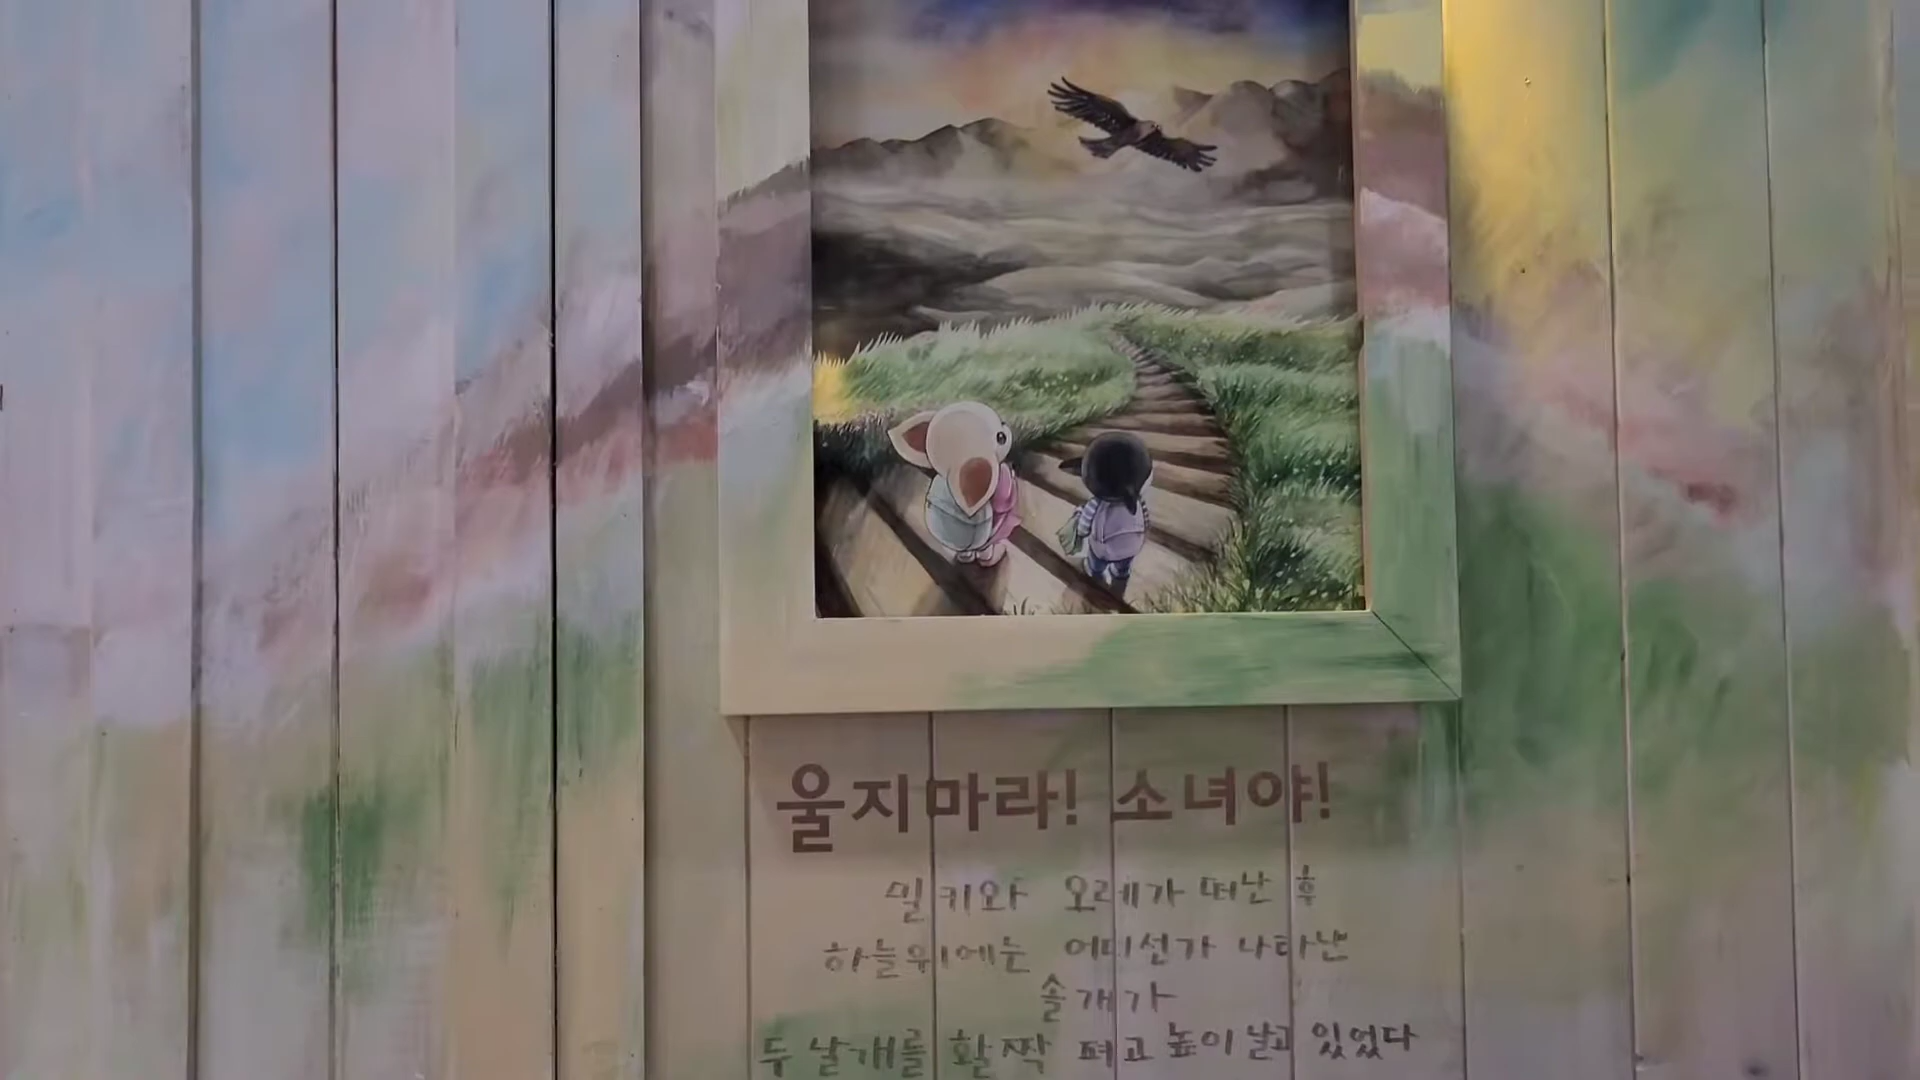 울지마라! 소녀야!
밀키와 오레가 떠난 후
하늘위에는 어디선가 나타난
솔개가
두 날개를 활짝 펴고 높이 날고 있었다